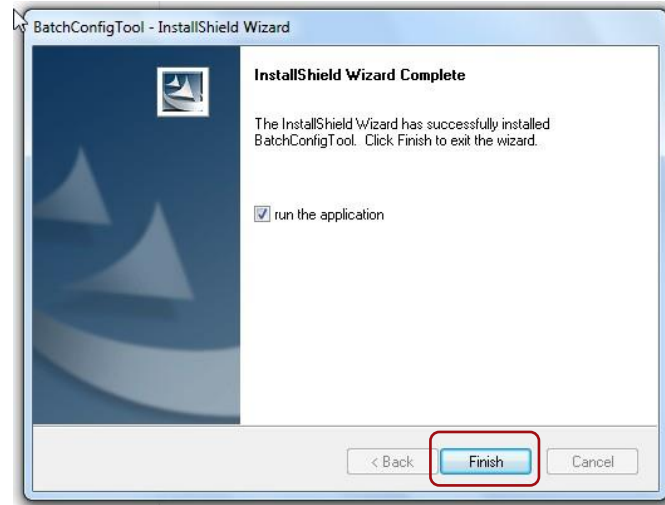 BatchConfigTool - InstallShield Wizard
InstallShield Wizard Complete
The InstallShield Wizard has successfully installed
BatchConfigTool. Click Finish to exit the wizard.
run the application
< Back
Finish
Cancel